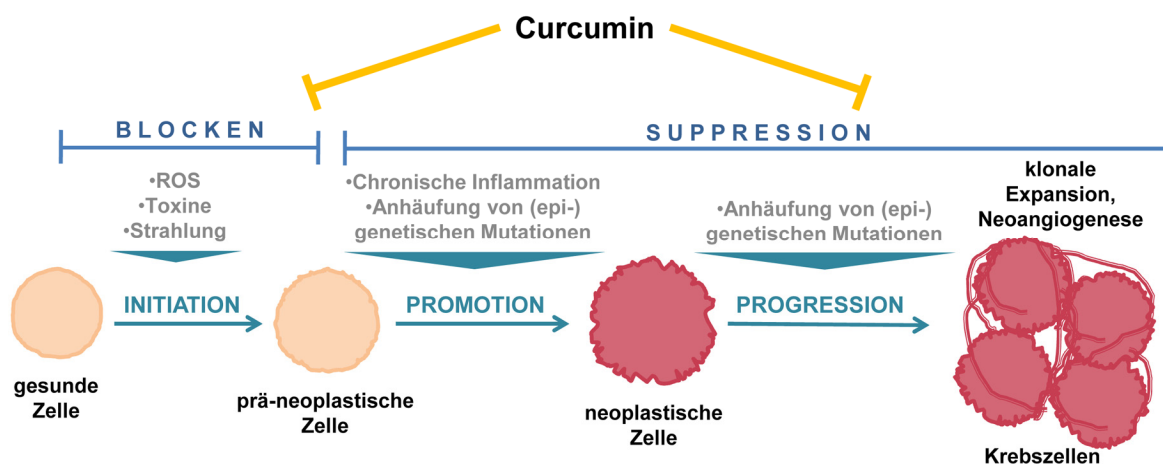 Curcumin
BLOCKEN
SUPPRESSION
•ROS
•Toxine
•Strahlung
•Chronische Inflammation
•Anhäufung von (epi-)
genetischen Mutationen
•Anhäufung von (epi-)
genetischen Mutationen
klonale
Expansion,
Neoangiogenese
INITIATION
PROMOTION
PROGRESSION
gesunde
Zelle
prä-neoplastische
Zelle
neoplastische
Zelle
Krebszellen